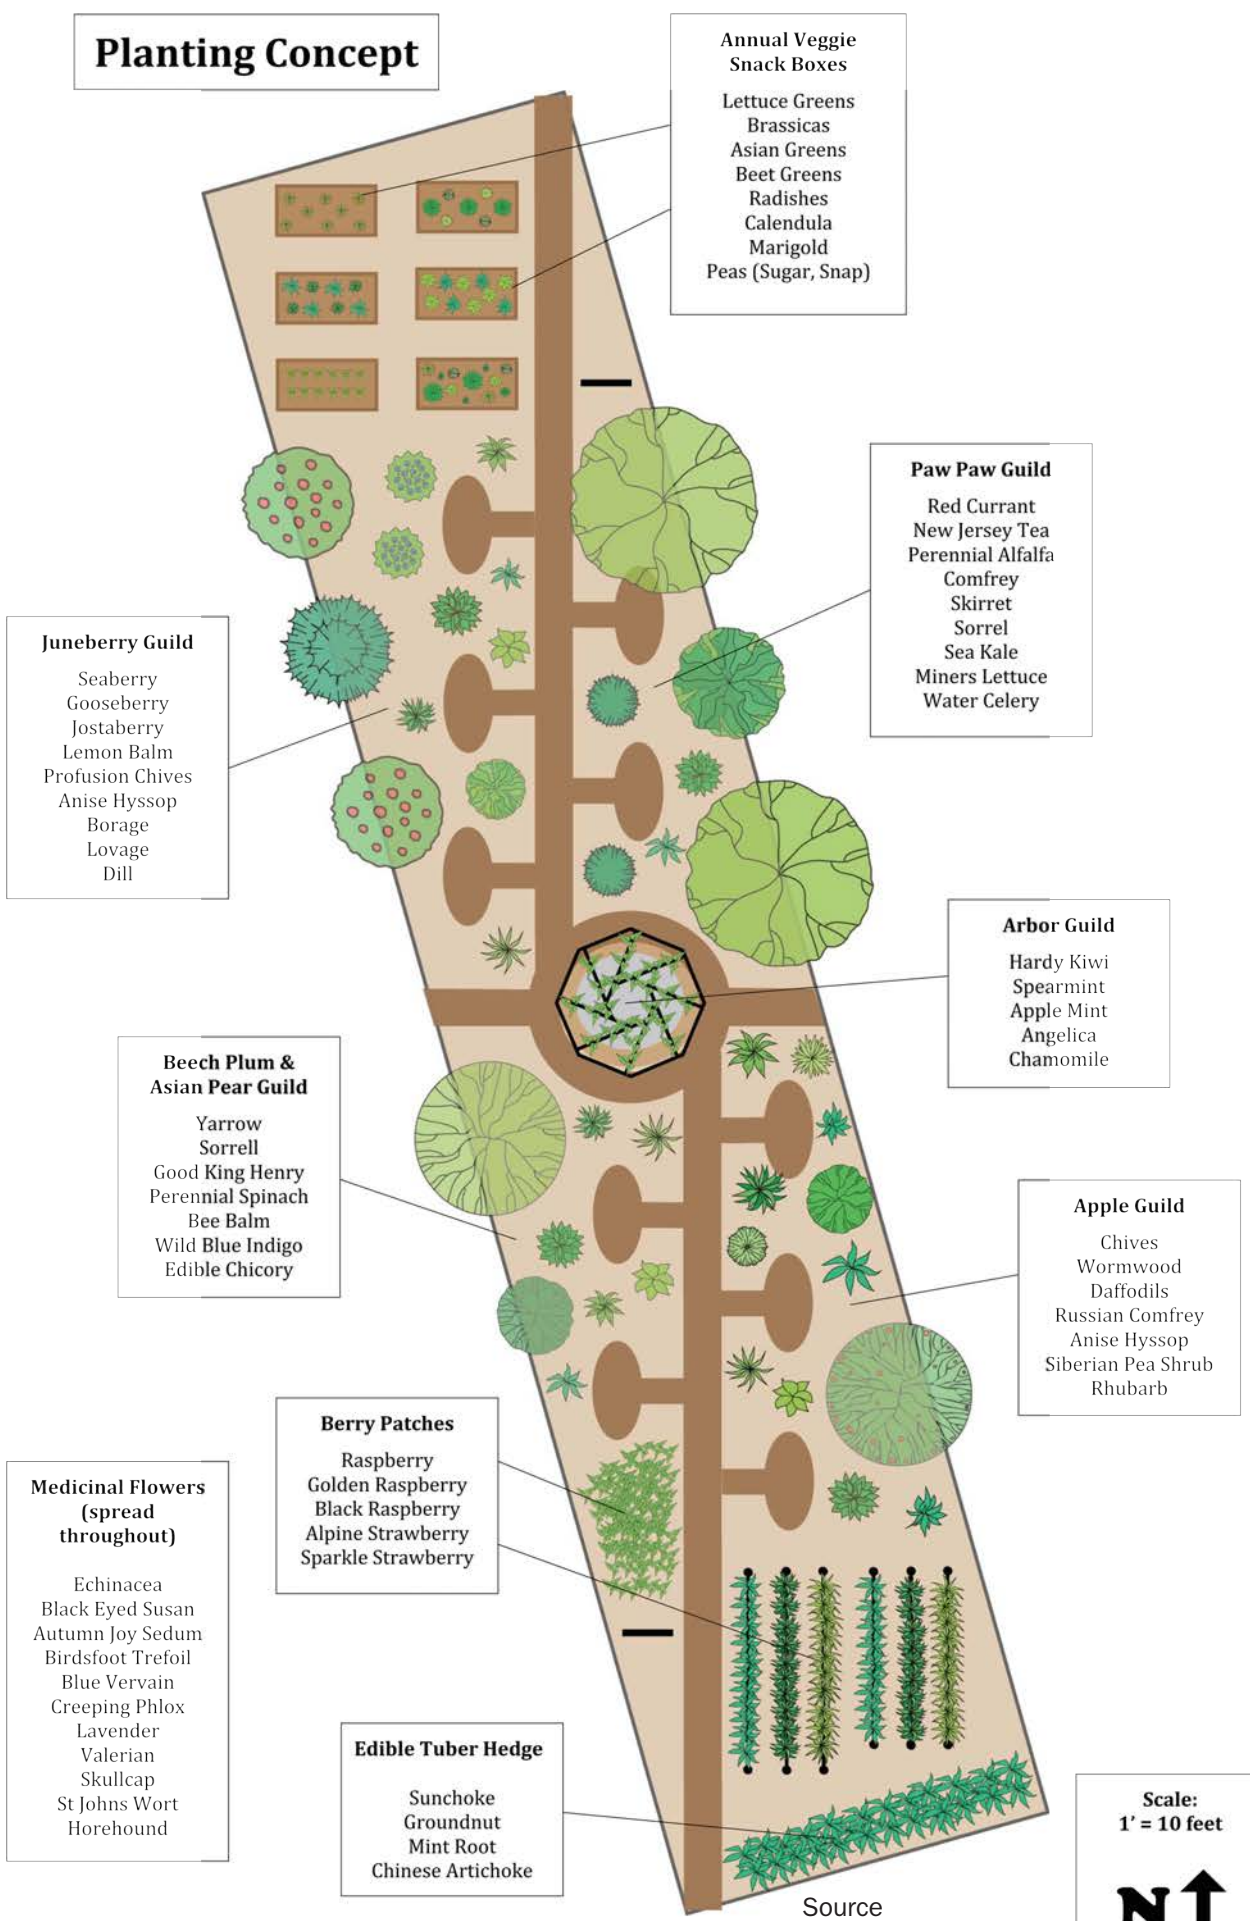 Planting Concept
Annual Veggie
Snack Boxes
Lettuce Greens
Brassicas
Asian Greens
Beet Greens
Radishes
Calendula
Marigold
Peas (Sugar, Snap)
Paw Paw Guild
Red Currant
New Jersey Tea
Perennial Alfalfa
Comfrey
Skirret
Sorrel
Sea Kale
Miners Lettuce
Water Celery
Juneberry Guild
Seaberry
Gooseberry
Jostaberry
Lemon Balm
Profusion Chives
Anise Hyssop
Borage
Lovage
Dill
Arbor Guild
Hardy Kiwi
Spearmint
Apple Mint
Angelica
Chamomile
Beech Plum &
Asian Pear Guild
Yarrow
Sorrell
Good King Henry
Perennial Spinach
Bee Balm
Wild Blue Indigo
Edible Chicory
Apple Guild
Chives
Wormwood
Daffodils
Russian Comfrey
Anise Hyssop
Siberian Pea Shrub
Rhubarb
Berry Patches
Raspberry
Golden Raspberry
Black Raspberry
Alpine Strawberry
Sparkle Strawberry
Medicinal Flowers
(spread
throughout)
Echinacea
Black Eyed Susan
Autumn Joy Sedum
Birdsfoot Trefoil
Blue Vervain
Creeping Phlox
Lavender
Valerian
Skullcap
St Johns Wort
Horehound
Edible Tuber Hedge
Sunchoke
Groundnut
Mint Root
Chinese Artichoke
Scale:
1' = 10 feet
N
Source